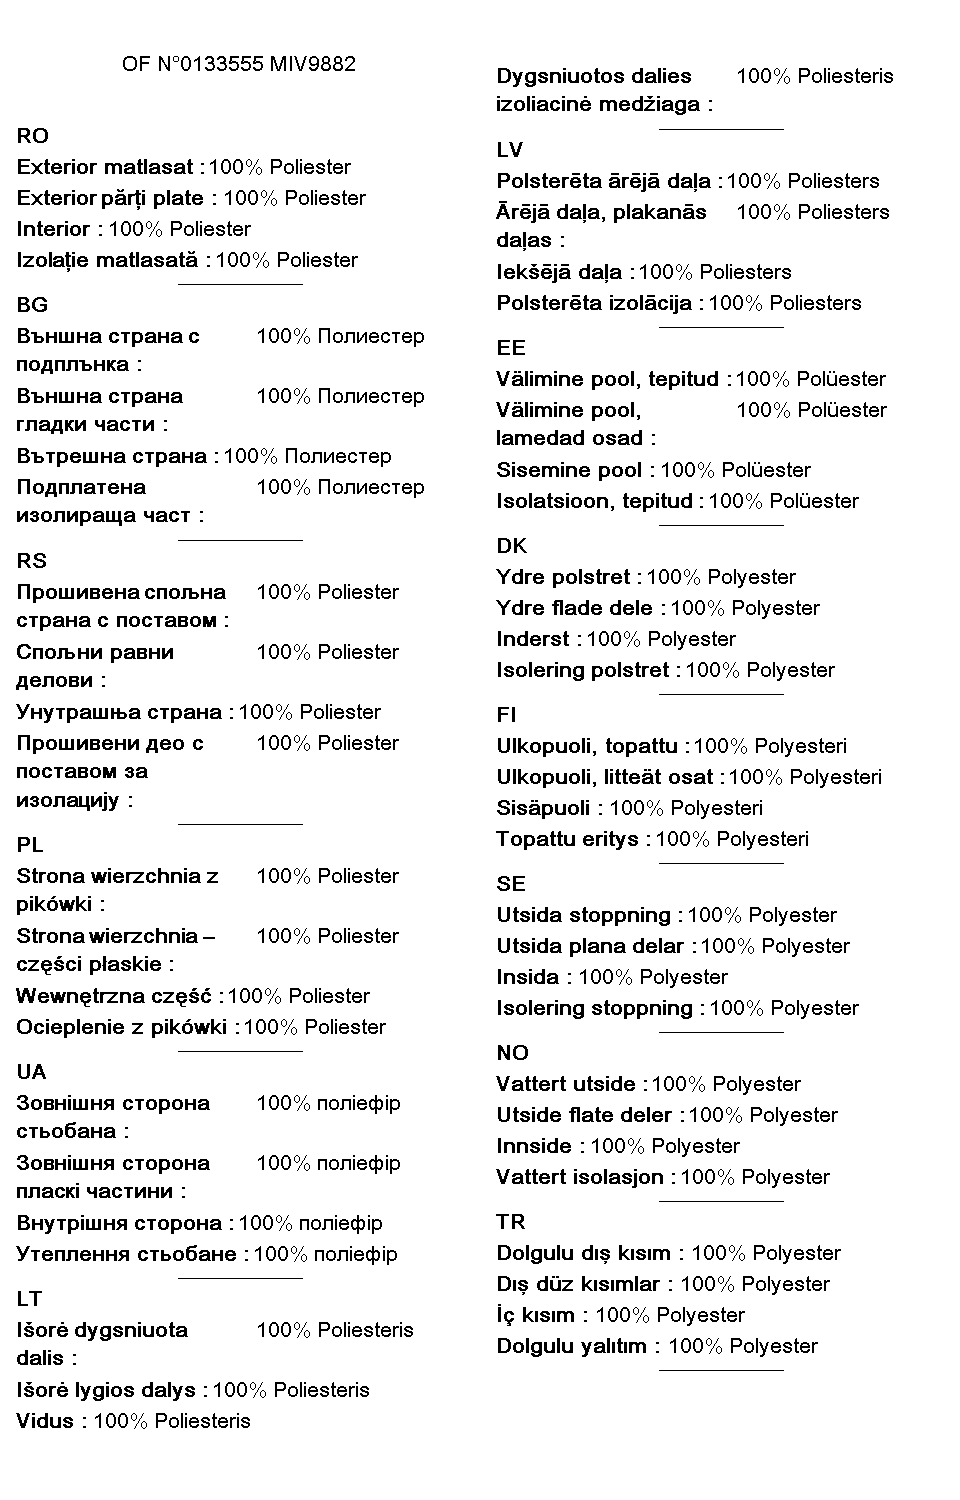 OF N°0133555 MIV9882
RO
Exterior matlasat : 100% Poliester
Exterior părți plate : 100% Poliester
Interior : 100% Poliester
Izolație matlasată : 100% Poliester
BG
Външна страна с 100% Полиестер
подплънка :
Външна страна 100% Полиестер
гладки части :
Вътрешна страна : 100% Полиестер
Подплатена 100% Полиестер
изолираща част :
RS
Прошивена спољна 100% Poliester
страна с поставом :
Спољни равни 100% Poliester
делови :
Унутрашња страна : 100% Poliester
Прошивени део с 100% Poliester
поставом за
изолацију :
PL
Strona wierzchnia z 100% Poliester
pikówki :
Strona wierzchnia – 100% Poliester
części płaskie :
Wewnętrzna część : 100% Poliester
Ocieplenie z pikówki : 100% Poliester
UA
Зовнішня сторона 100% поліефір
стьобана :
Зовнішня сторона 100% поліефір
пласкі частини :
Внутрішня сторона : 100% поліефір
Утеплення стьобане : 100% поліефір
LT
Išorė dygsniuota 100% Poliesteris
dalis :
Išorė lygios dalys : 100% Poliesteris
Vidus : 100% Poliesteris
Dygsniuotos dalies 100% Poliesteris
izoliacinė medžiaga :
LV
Polsterēta ārējā daļa : 100% Poliesters
Ārējā daļa, plakanās 100% Poliesters
daļas :
Iekšējā daļa : 100% Poliesters
Polsterēta izolācija : 100% Poliesters
EE
Välimine pool, tepitud : 100% Polüester
Välimine pool, 100% Polüester
lamedad osad :
Sisemine pool : 100% Polüester
Isolatsioon, tepitud : 100% Polüester
DK
Ydre polstret : 100% Polyester
Ydre flade dele : 100% Polyester
Inderst : 100% Polyester
Isolering polstret : 100% Polyester
FI
Ulkopuoli, topattu : 100% Polyesteri
Ulkopuoli, litteät osat : 100% Polyesteri
Sisäpuoli : 100% Polyesteri
Topattu eritys : 100% Polyesteri
SE
Utsida stoppning : 100% Polyester
Utsida plana delar : 100% Polyester
Insida : 100% Polyester
Isolering stoppning : 100% Polyester
NO
Vattert utside : 100% Polyester
Utside flate deler : 100% Polyester
Innside : 100% Polyester
Vattert isolasjon : 100% Polyester
TR
Dolgulu dış kısım : 100% Polyester
Dış düz kısımlar : 100% Polyester
İç kısım : 100% Polyester
Dolgulu yalıtım : 100% Polyester